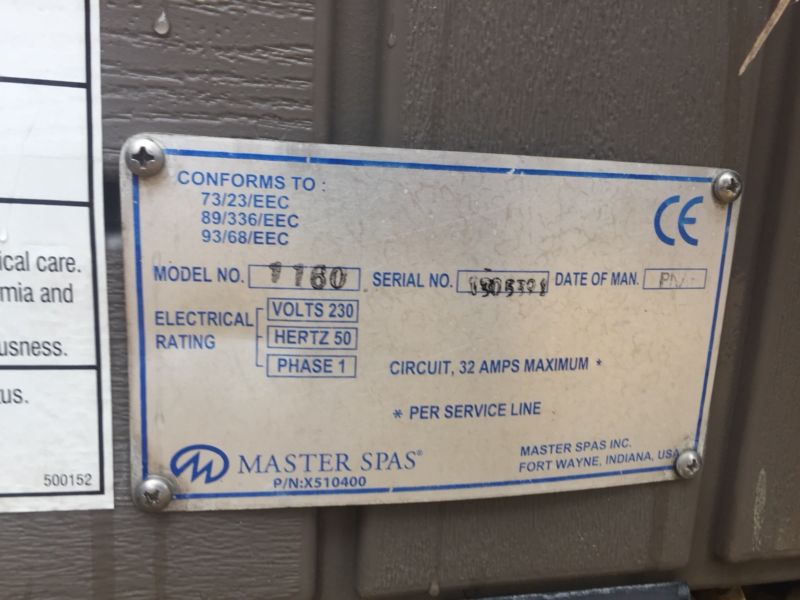 ical care.
mia and
usness.
us.
500152
CONFORMS TO :
73/23/EEC
89/336/EEC
93/68/EEC
CE
MODEL NO. 1160 SERIAL NO. DATE OF MAN.
ELECTRICAL RATING
VOLTS 230
HERTZ 50
PHASE 1
CIRCUIT, 32 AMPS MAXIMUM *
* PER SERVICE LINE
MASTER SPAS®
P/N:X510400
MASTER SPAS INC.
FORT WAYNE, INDIANA, USA